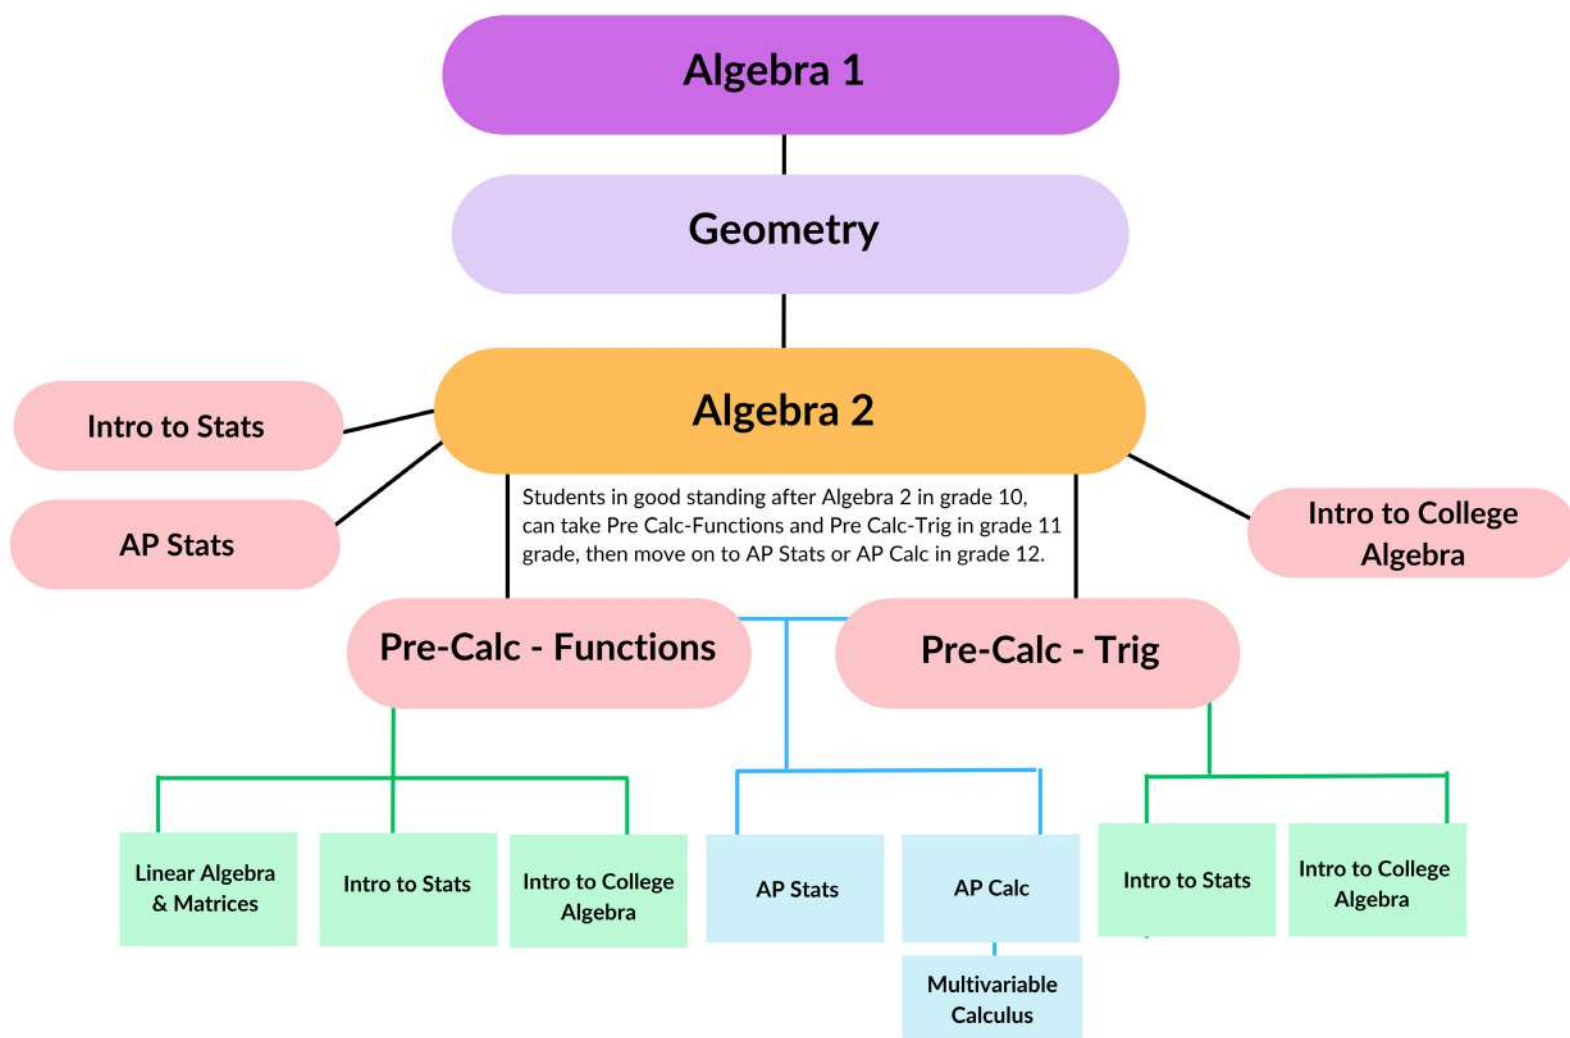 Algebra 1
Geometry
Algebra 2
Intro to Stats
AP Stats
Students in good standing after Algebra 2 in grade 10,
can take Pre Calc-Functions and Pre Calc-Trig in grade 11
grade, then move on to AP Stats or AP Calc in grade 12.
Intro to College
Algebra
Pre-Calc - Functions
Pre-Calc - Trig
Linear Algebra
& Matrices
Intro to Stats
Intro to College
Algebra
AP Stats
AP Calc
Intro to Stats
Intro to College
Algebra
Multivariable
Calculus